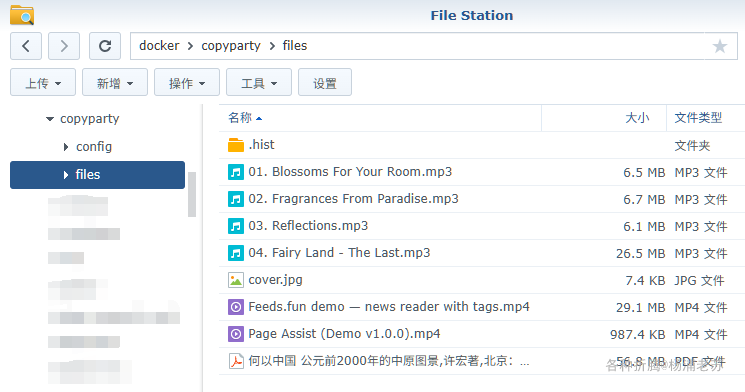 File Station
docker > copyparty > files
上传 新增 操作 工具 设置
copyparty
config
files
名称 大小 文件类型
.hist 文件夹
01. Blossoms For Your Room.mp3 6.5 MB MP3 文件
02. Fragrances From Paradise.mp3 6.7 MB MP3 文件
03. Reflections.mp3 6.1 MB MP3 文件
04. Fairy Land - The Last.mp3 26.5 MB MP3 文件
cover.jpg 7.4 KB JPG 文件
Feeds.fun demo — news reader with tags.mp4 29.1 MB MP4 文件
Page Assist (Demo v1.0.0).mp4 987.4 KB MP4 文件
何以中国 公元前2000年的中原图景,许宏著,北京：... 56.8 MB PDF 文件
各种折腾@杨浦老苏